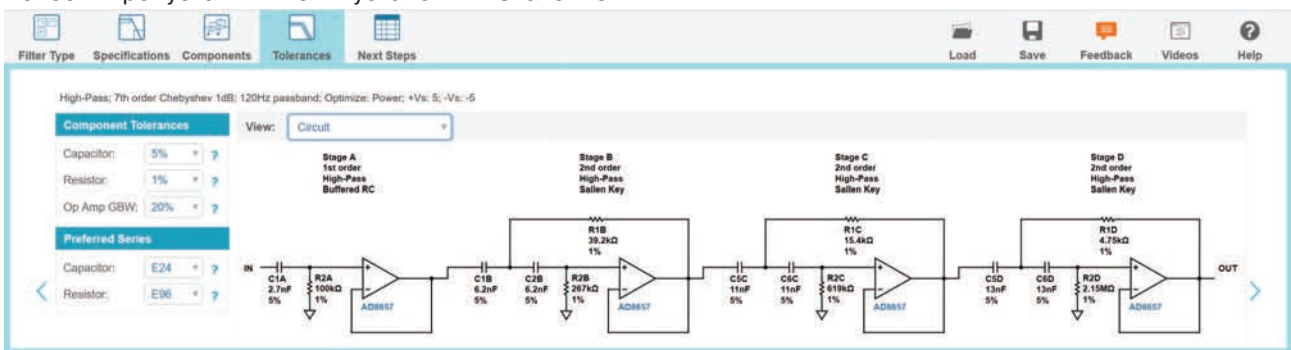 Filter Type Specifications Components Tolerances Next Steps Load Save Feedback Videos Help
High-Pass; 7th order Chebyshev 1dB; 120Hz passband; Optimize: Power; +Vs: 5; -Vs: -5
Component Tolerances
Capacitor: 5% ?
Resistor: 1% ?
Op Amp GBW: 20% ?
Preferred Series
Capacitor: E24 ?
Resistor: E96 ?
View: Circuit
Stage A
1st order
High-Pass
Buffered RC
Stage B
2nd order
High-Pass
Sallen Key
Stage C
2nd order
High-Pass
Sallen Key
Stage D
2nd order
High-Pass
Sallen Key
IN
C1A
2.7nF
5%
R2A
100kΩ
1%
AD8657
R1B
39.2kΩ
1%
C1B
6.2nF
5%
C2B
6.2nF
5%
R2B
267kΩ
1%
AD8657
R1C
15.4kΩ
1%
C5C
11nF
5%
C6C
11nF
5%
R2C
619kΩ
1%
AD8657
R1D
4.75kΩ
1%
C5D
13nF
5%
C6D
13nF
5%
R2D
2.15MΩ
1%
AD8657
OUT